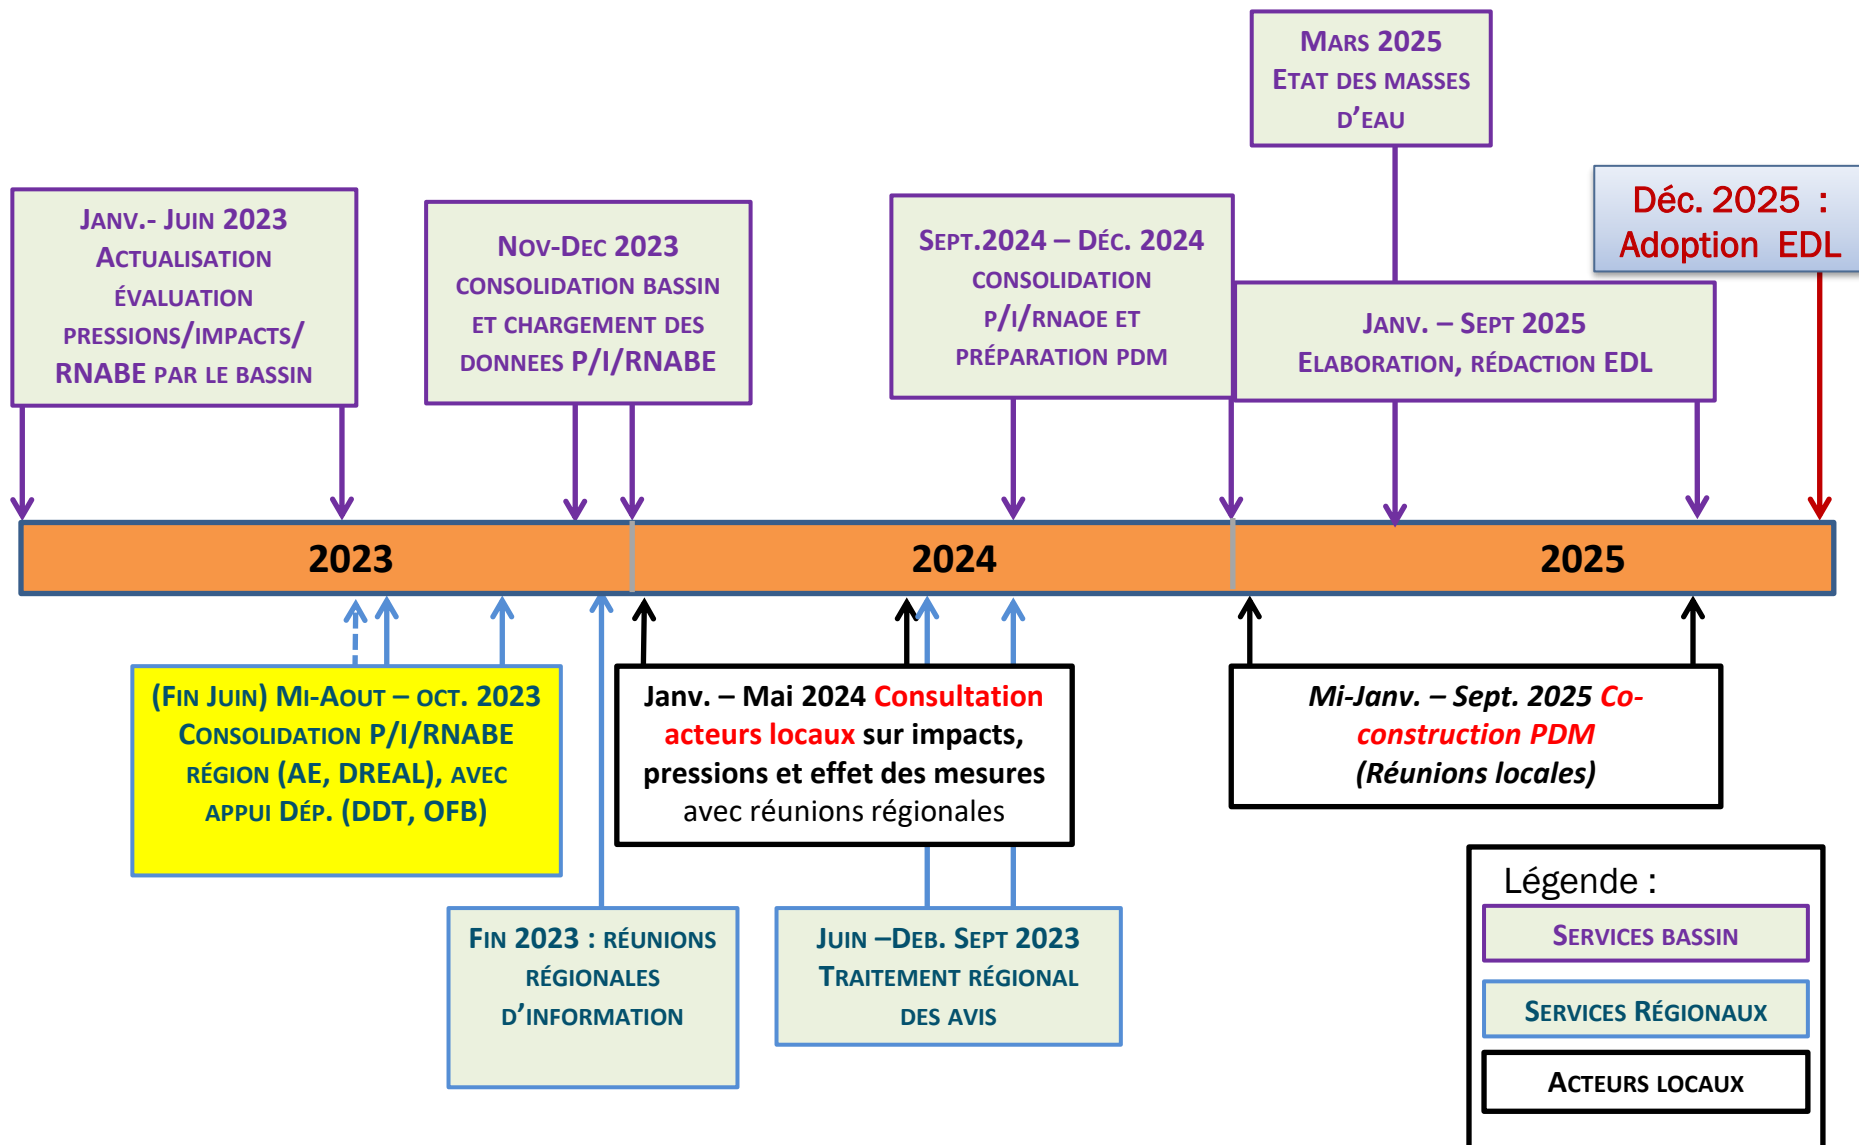 Mars 2025
Etat des masses
d’eau
Janv.- Juin 2023
Actualisation
évaluation
pressions/impacts/
RNABE par le bassin
Nov-Dec 2023
consolidation bassin
et chargement des
donnees P/I/RNABE
Sept.2024 – Déc. 2024
consolidation
p/i/rnaoe et
préparation pdm
Janv. – Sept 2025
Elaboration, rédaction EDL
Déc. 2025 :
Adoption EDL
2023
2024
2025
(Fin Juin) Mi-Aout – oct. 2023
Consolidation P/I/RNABE
région (AE, DREAL), avec
appui Dép. (DDT, OFB)
Janv. – Mai 2024 Consultation
acteurs locaux sur impacts,
pressions et effet des mesures
avec réunions régionales
Mi-Janv. – Sept. 2025 Co-
construction PDM
(Réunions locales)
Fin 2023 : réunions
régionales
d’information
Juin –Deb. Sept 2023
Traitement régional
des avis
Légende :
Services bassin
Services Régionaux
Acteurs locaux